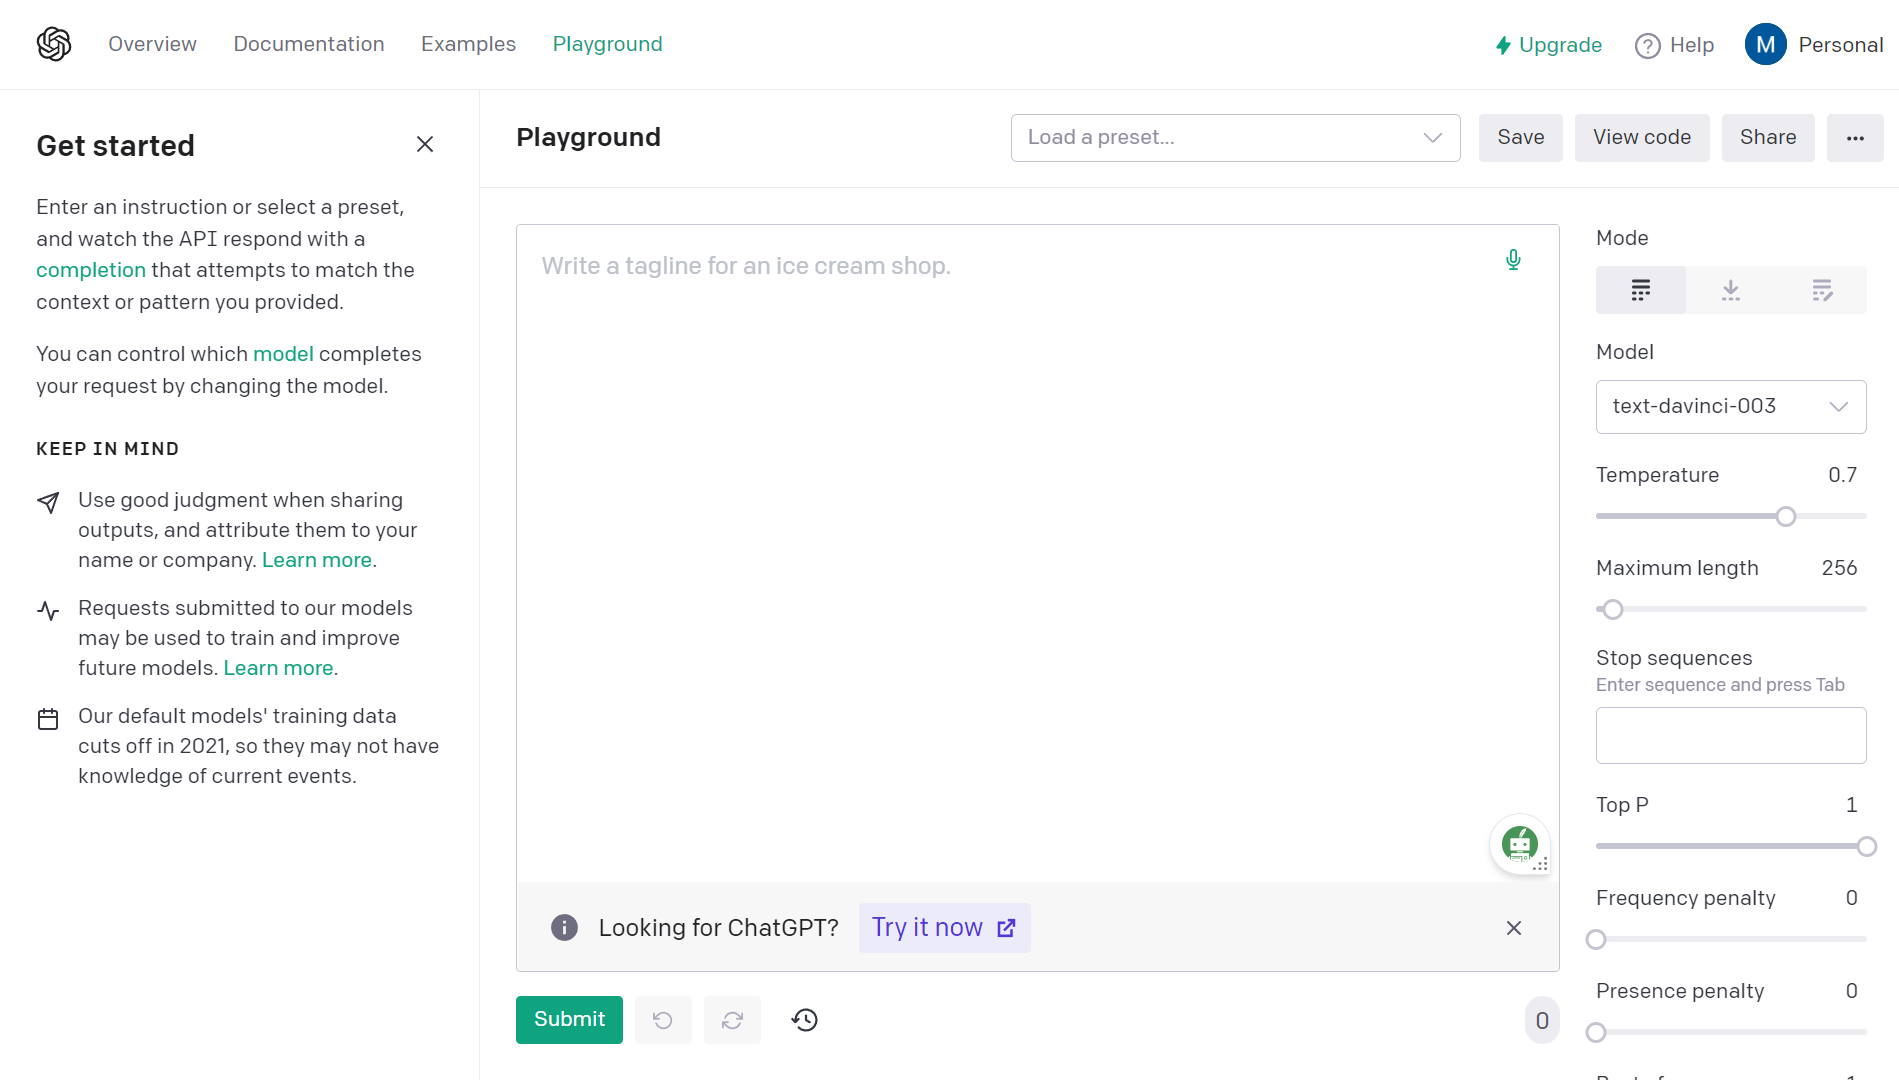 Overview Documentation Examples Playground
Upgrade Help M Personal
Get started
Enter an instruction or select a preset,
and watch the API respond with a
completion that attempts to match the
context or pattern you provided.
You can control which model completes
your request by changing the model.
KEEP IN MIND
Use good judgment when sharing
outputs, and attribute them to your
name or company. Learn more.
Requests submitted to our models
may be used to train and improve
future models. Learn more.
Our default models' training data
cuts off in 2021, so they may not have
knowledge of current events.
Playground
Load a preset...
Save
View code
Share
Write a tagline for an ice cream shop.
Looking for ChatGPT? Try it now
Submit
0
Mode
Model
text-davinci-003
Temperature 0.7
Maximum length 256
Stop sequences
Enter sequence and press Tab
Top P 1
Frequency penalty 0
Presence penalty 0